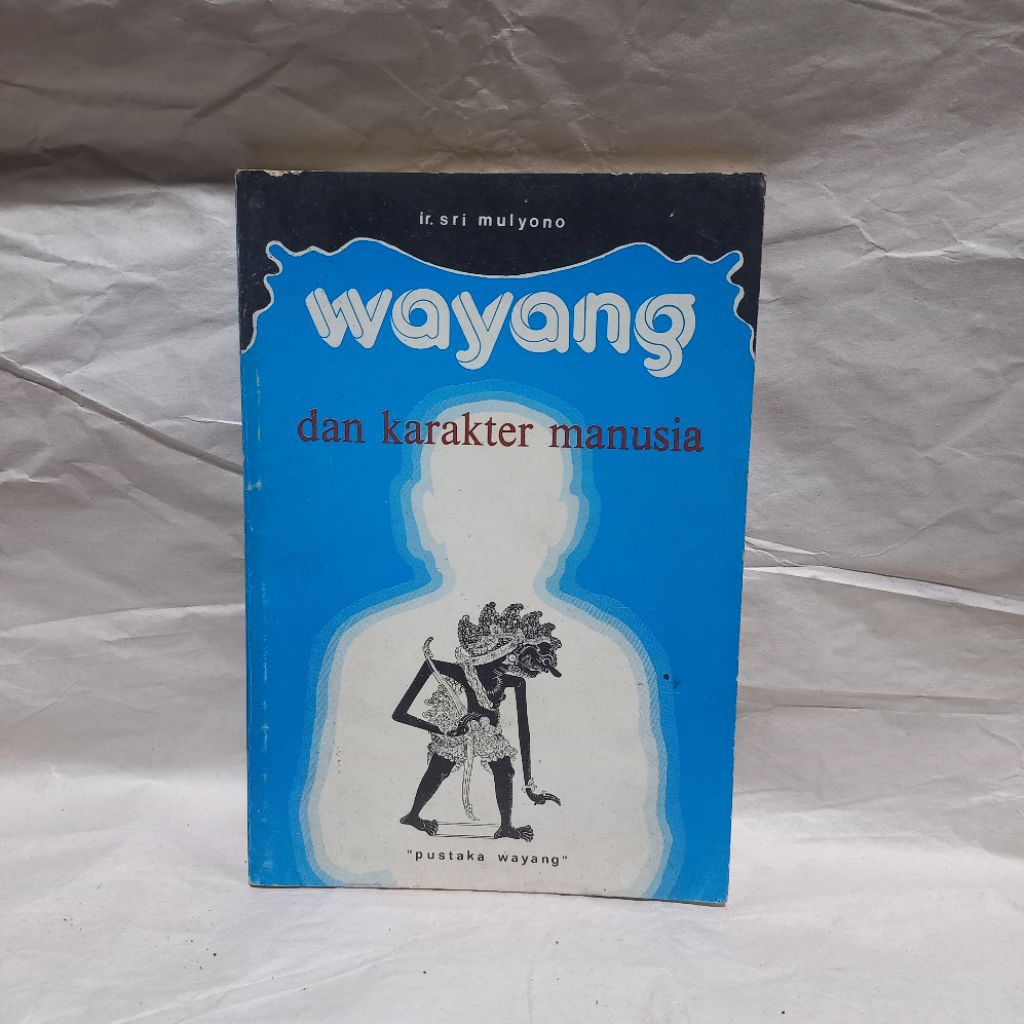 ir. sri mulyono
wayang
dan karakter manusia
"pustaka wayang"